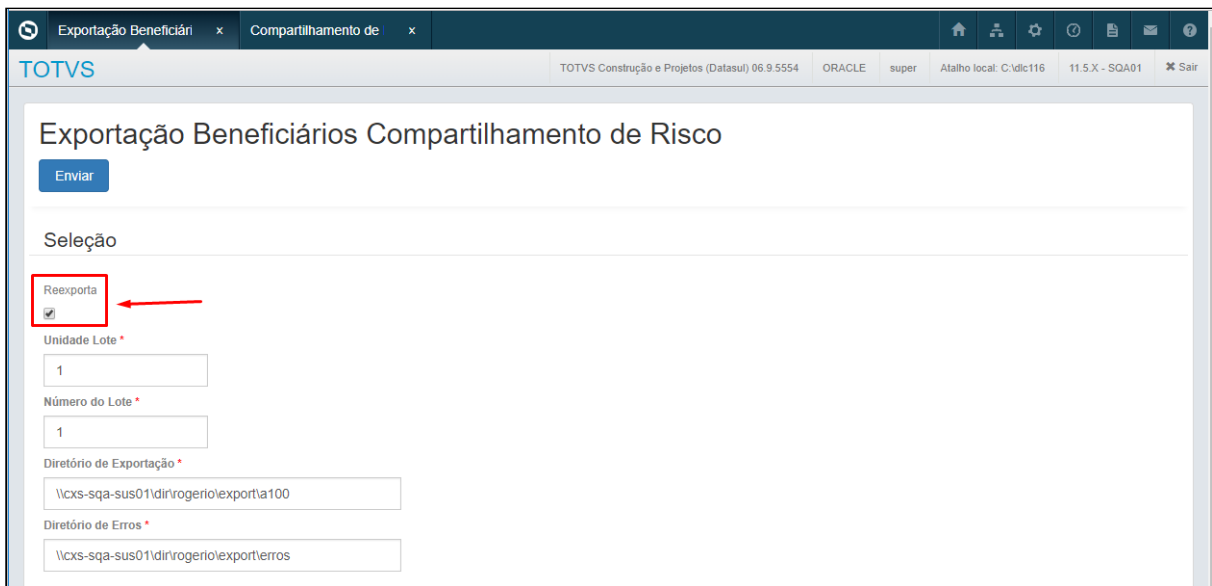 Exportação Beneficiári x Compartilhamento de x
TOTVS TOTVS Construção e Projetos (Datasul) 06.9.5554 ORACLE super Atalho local: C:\dlc116 11.5.X - SQA01 ✖ Sair
Exportação Beneficiários Compartilhamento de Risco
Enviar
Seleção
Reexporta
Unidade Lote *
1
Número do Lote *
1
Diretório de Exportação *
\\cxs-sqa-sus01\dir\rogerio\export\a100
Diretório de Erros *
\\cxs-sqa-sus01\dir\rogerio\export\erros